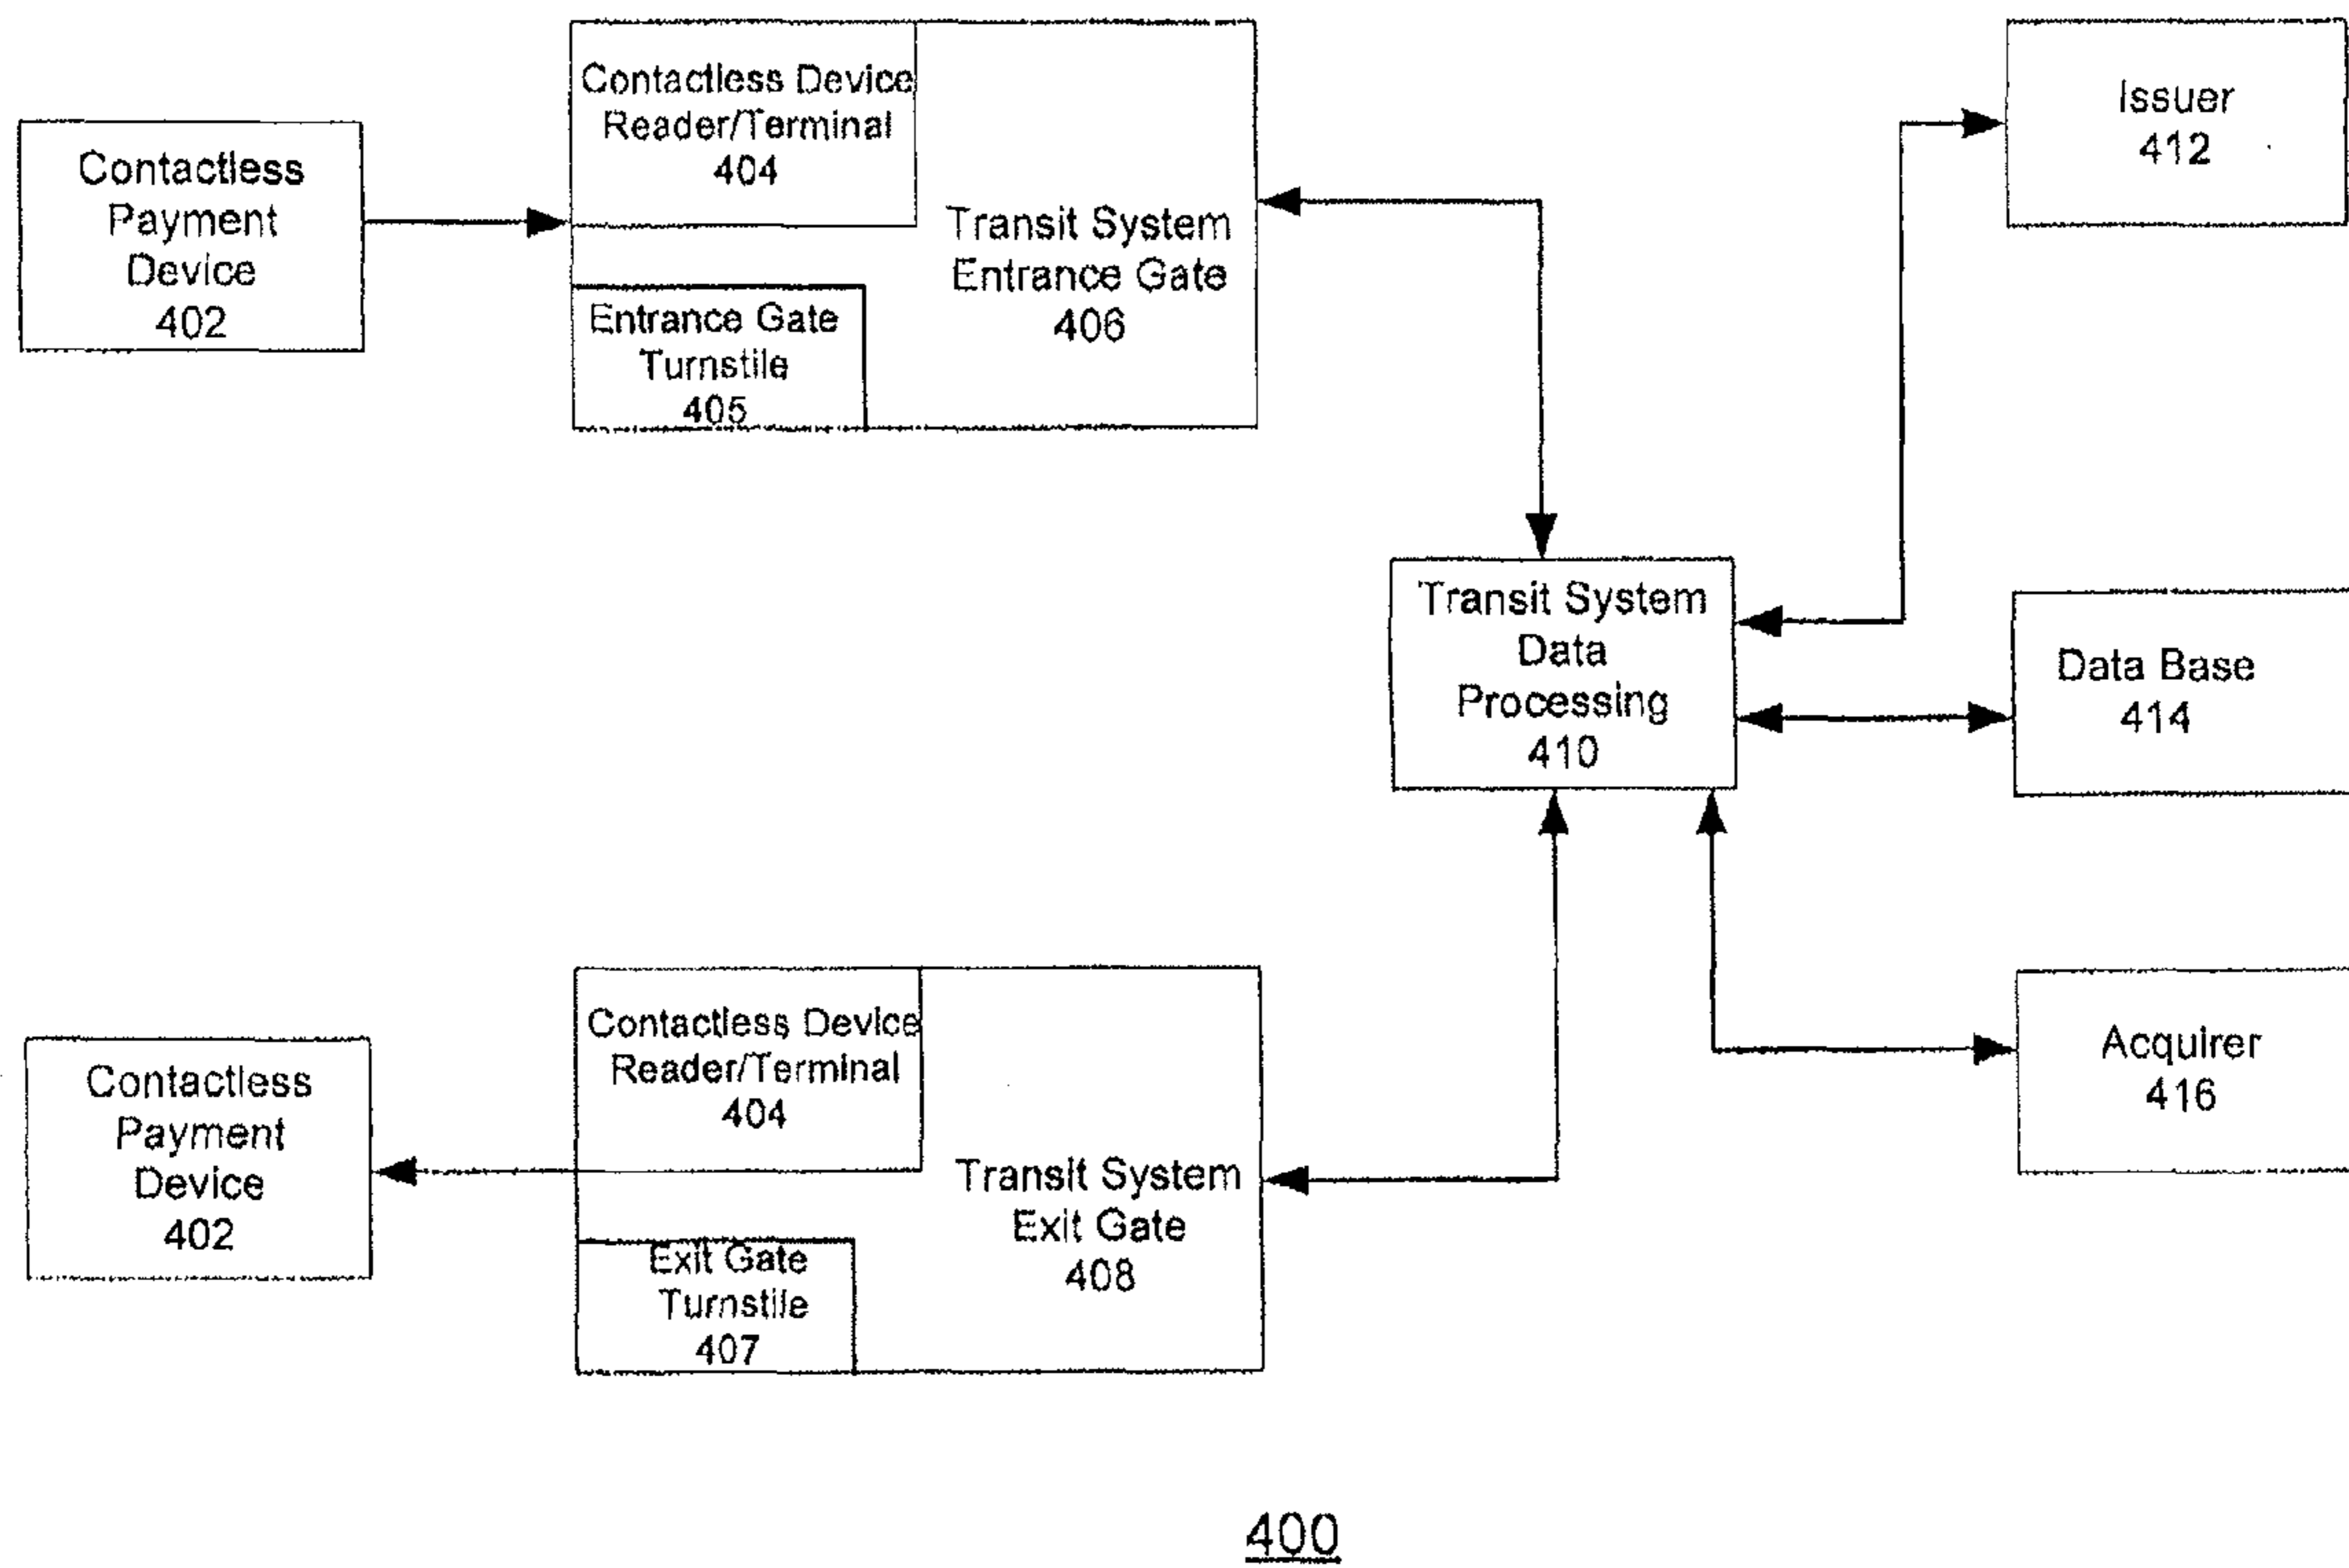 Contactless Device
Reader/Terminal
404
Contactless
Payment
Device
402
Transit System
Entrance Gate
406
Entrance Gate
Turnstile
405
Issuer
412
Transit System
Data
Processing
410
Data Base
414
Contactless
Payment
Device
402
Contactless Device
Reader/Terminal
404
Transit System
Exit Gate
408
Exit Gate
Turnstile
407
Acquirer
416
400